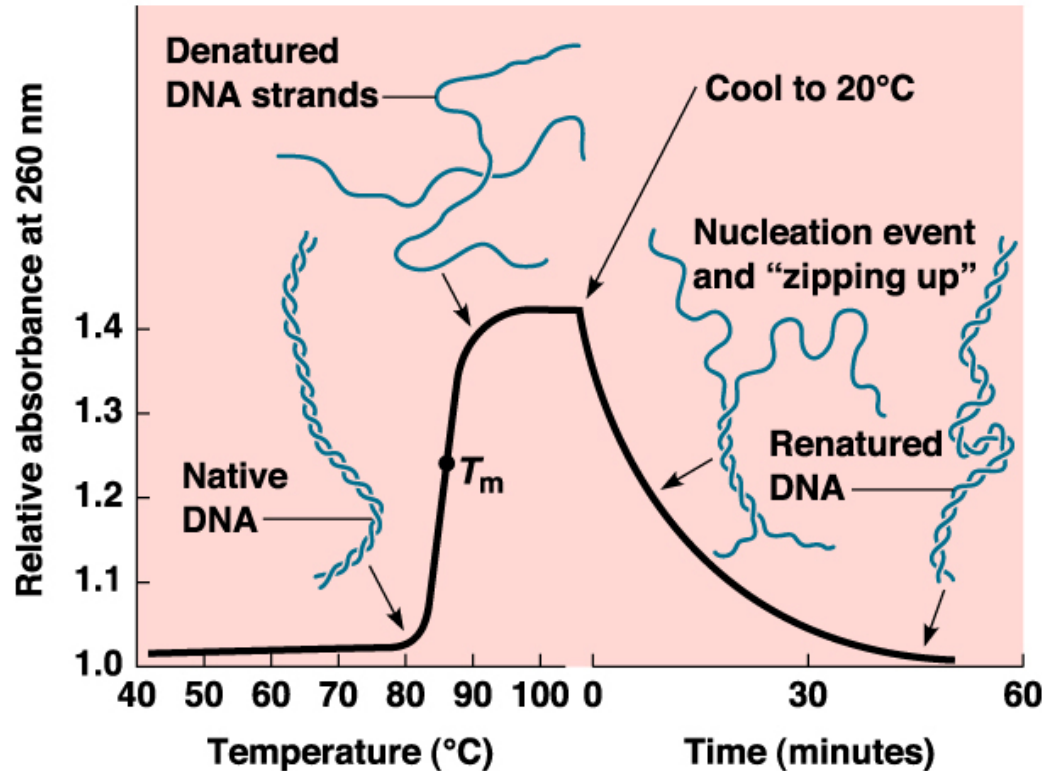 Relative absorbance at 260 nm
Denatured
DNA strands
Cool to 20°C
Nucleation event
and “zipping up”
1.4
1.3
1.2
1.1
1.0
Native
DNA
Tm
Renatured
DNA
40 50 60 70 80 90 100 0 30 60
Temperature (°C) Time (minutes)